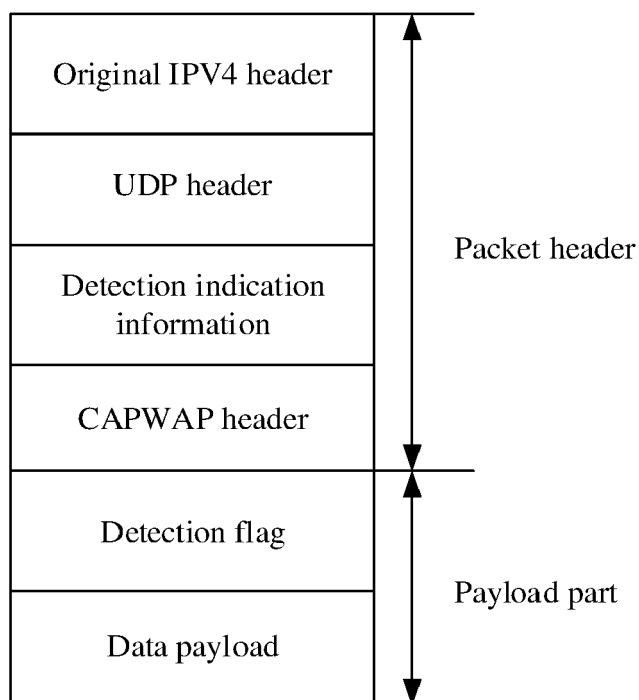 Original IPV4 header
UDP header
Detection indication
information
CAPWAP header
Detection flag
Data payload
Packet header
Payload part